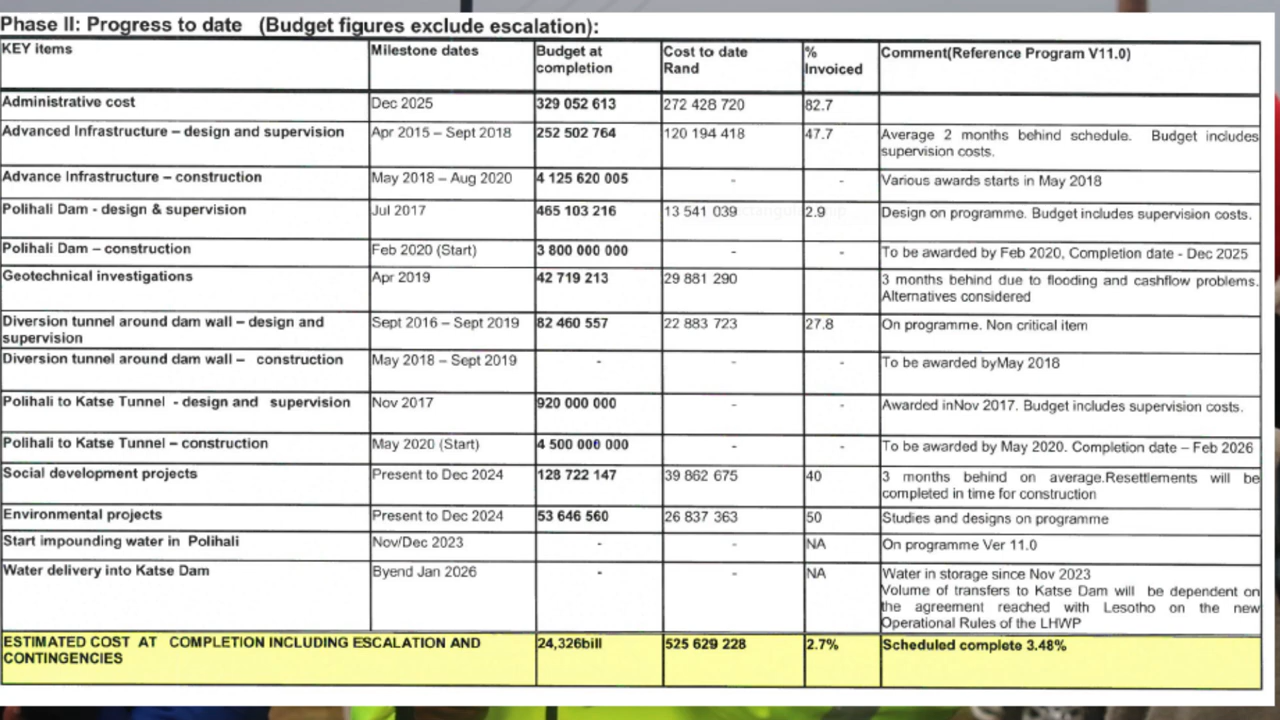 Phase II: Progress to date (Budget figures exclude escalation):
KEY items Milestone dates Budget at completion Cost to date Rand % Invoiced Comment(Reference Program V11.0)
Administrative cost Dec 2025 329 052 613 272 428 720 82.7
Advanced Infrastructure – design and supervision Apr 2015 – Sept 2018 252 502 764 120 194 418 47.7 Average 2 months behind schedule. Budget includes supervision costs.
Advance Infrastructure – construction May 2018 – Aug 2020 4 125 620 005 - - Various awards starts in May 2018
Polihali Dam - design & supervision Jul 2017 465 103 216 13 541 039 2.9 Design on programme. Budget includes supervision costs.
Polihali Dam – construction Feb 2020 (Start) 3 800 000 000 - - To be awarded by Feb 2020, Completion date - Dec 2025
Geotechnical investigations Apr 2019 42 719 213 29 881 290 3 months behind due to flooding and cashflow problems. Alternatives considered
Diversion tunnel around dam wall – design and supervision Sept 2016 – Sept 2019 82 460 557 22 883 723 27.8 On programme. Non critical item
Diversion tunnel around dam wall – construction May 2018 – Sept 2019 - - - To be awarded byMay 2018
Polihali to Katse Tunnel - design and supervision Nov 2017 920 000 000 - - Awarded inNov 2017. Budget includes supervision costs.
Polihali to Katse Tunnel – construction May 2020 (Start) 4 500 000 000 - - To be awarded by May 2020. Completion date – Feb 2026
Social development projects Present to Dec 2024 128 722 147 39 862 675 40 3 months behind on average.Resettlements will be completed in time for construction
Environmental projects Present to Dec 2024 53 646 560 26 837 363 50 Studies and designs on programme
Start impounding water in Polihali Nov/Dec 2023 - - NA On programme Ver 11.0
Water delivery into Katse Dam Byend Jan 2026 - - NA Water in storage since Nov 2023
Volume of transfers to Katse Dam will be dependent on the agreement reached with Lesotho on the new Operational Rules of the LHWP
ESTIMATED COST AT COMPLETION INCLUDING ESCALATION AND CONTINGENCIES 24,326bill 525 629 228 2.7% Scheduled complete 3.48%